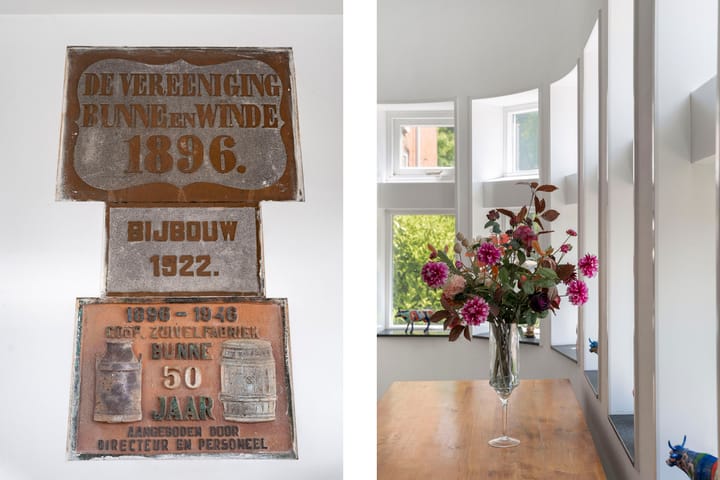 DE VEREENIGING
BUNNE EN WINDE
1896.
BIJBOUW
1922.
1896 - 1946
COÖP. ZUIVELFABRIEK
BUNNE
50
JAAR
AANGEBODEN DOOR
DIRECTEUR EN PERSONEEL